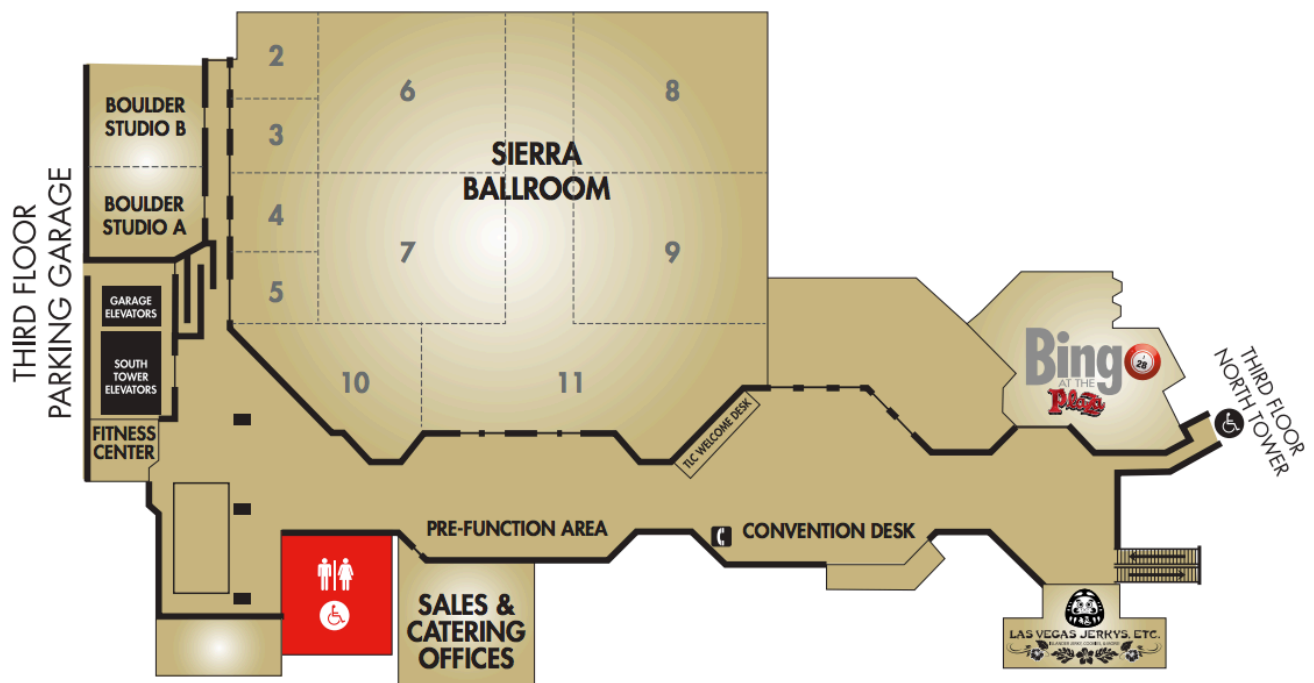 THIRD FLOOR
PARKING GARAGE
BOULDER
STUDIO B
BOULDER
STUDIO A
GARAGE
ELEVATORS
SOUTH
TOWER
ELEVATORS
FITNESS
CENTER
2
3
4
5
6
7
8
9
10
11
SIERRA
BALLROOM
TLC WELCOME DESK
Bingo
28
AT THE
Plaza
THIRD FLOOR
NORTH TOWER
PRE-FUNCTION AREA
CONVENTION DESK
SALES &
CATERING
OFFICES
LAS VEGAS JERKYS, ETC.